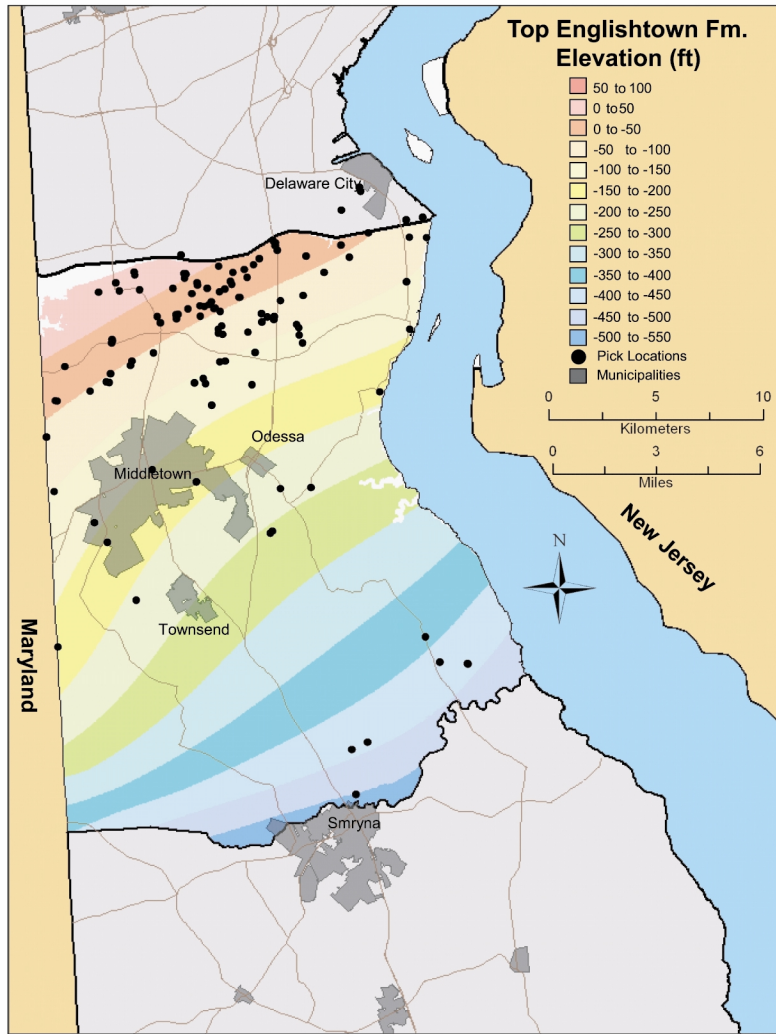 Top Englishtown Fm.
Elevation (ft)
50 to 100
0 to 50
0 to -50
-50 to -100
-100 to -150
-150 to -200
-200 to -250
-250 to -300
-300 to -350
-350 to -400
-400 to -450
-450 to -500
-500 to -550
Pick Locations
Municipalities
0 5 10
Kilometers
0 3 6
Miles
Delaware City
Odessa
Middletown
New Jersey
N
Townsend
Maryland
Smryna